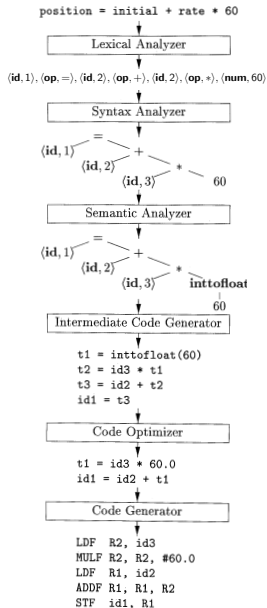 position = initial + rate * 60
Lexical Analyzer
⟨id, 1⟩, ⟨op, =⟩, ⟨id, 2⟩, ⟨op, +⟩, ⟨id, 2⟩, ⟨op, *⟩, ⟨num, 60⟩
Syntax Analyzer
=
⟨id, 1⟩ +
⟨id, 2⟩ *
⟨id, 3⟩ 60
Semantic Analyzer
=
⟨id, 1⟩ +
⟨id, 2⟩ *
⟨id, 3⟩ inttofloat
60
Intermediate Code Generator
t1 = inttofloat(60)
t2 = id3 * t1
t3 = id2 + t2
id1 = t3
Code Optimizer
t1 = id3 * 60.0
id1 = id2 + t1
Code Generator
LDF R2, id3
MULF R2, R2, #60.0
LDF R1, id2
ADDF R1, R1, R2
STF id1, R1